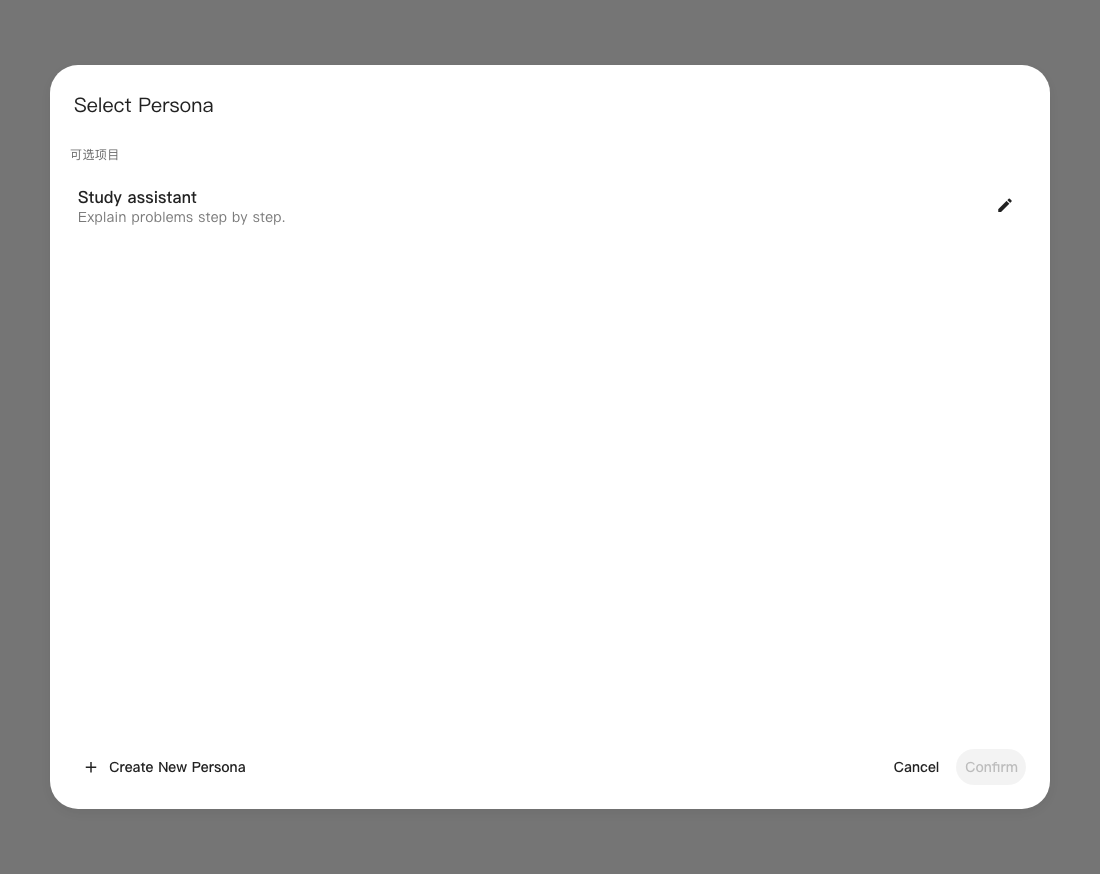 Select Persona
可选项目
Study assistant
Explain problems step by step.
Create New Persona
Cancel
Confirm